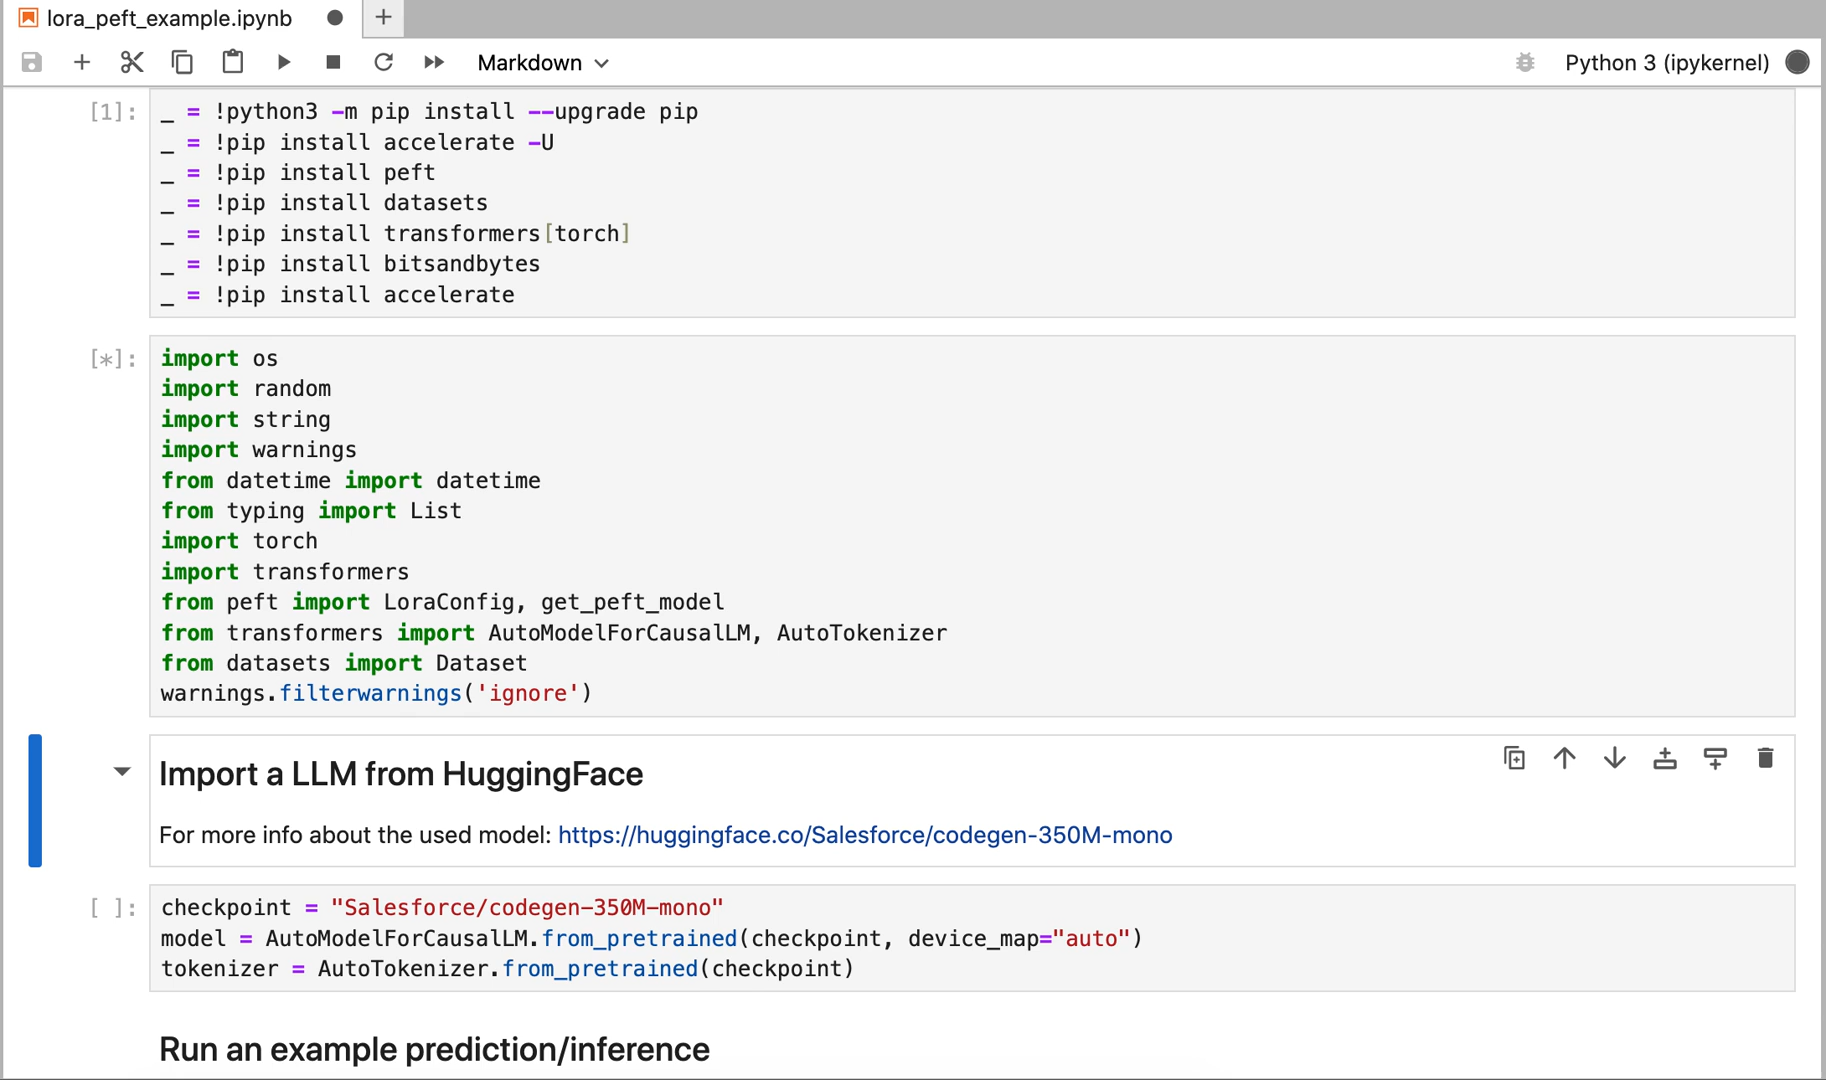 lora_peft_example.ipynb
Markdown
Python 3 (ipykernel)
[1]:
_ = !python3 -m pip install --upgrade pip
_ = !pip install accelerate -U
_ = !pip install peft
_ = !pip install datasets
_ = !pip install transformers[torch]
_ = !pip install bitsandbytes
_ = !pip install accelerate
[*]:
import os
import random
import string
import warnings
from datetime import datetime
from typing import List
import torch
import transformers
from peft import LoraConfig, get_peft_model
from transformers import AutoModelForCausalLM, AutoTokenizer
from datasets import Dataset
warnings.filterwarnings('ignore')
Import a LLM from HuggingFace
For more info about the used model: https://huggingface.co/Salesforce/codegen-350M-mono
[ ]:
checkpoint = "Salesforce/codegen-350M-mono"
model = AutoModelForCausalLM.from_pretrained(checkpoint, device_map="auto")
tokenizer = AutoTokenizer.from_pretrained(checkpoint)
Run an example prediction/inference